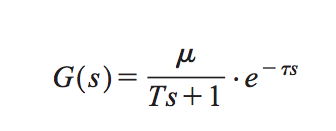 G(s) = μ / (Ts + 1) · e^{−τs}